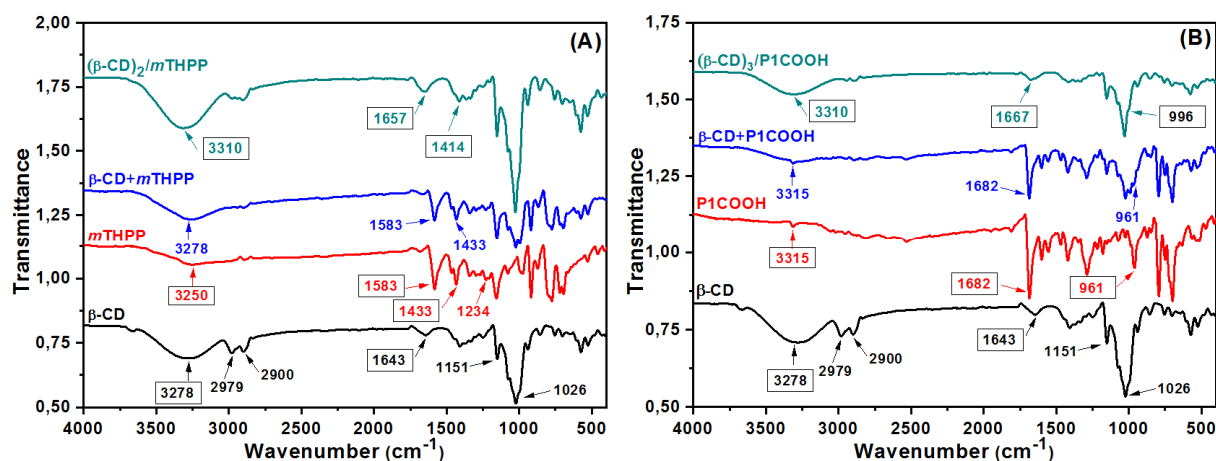 (A)
2,00
1,75
1,50
1,25
1,00
0,75
0,50
Transmittance
(β-CD)₂/mTHPP
3310
1657
1414
β-CD+mTHPP
3278
1583
1433
mTHPP
3250
1583
1433
1234
β-CD
3278
2979
2900
1643
1151
1026
4000 3500 3000 2500 2000 1500 1000 500
Wavenumber (cm⁻¹)
(B)
1,75
1,50
1,25
1,00
0,75
0,50
Transmittance
(β-CD)₃/P1COOH
3310
1667
996
β-CD+P1COOH
3315
1682
961
P1COOH
3315
1682
961
β-CD
3278
2979
2900
1643
1151
1026
4000 3500 3000 2500 2000 1500 1000 500
Wavenumber (cm⁻¹)